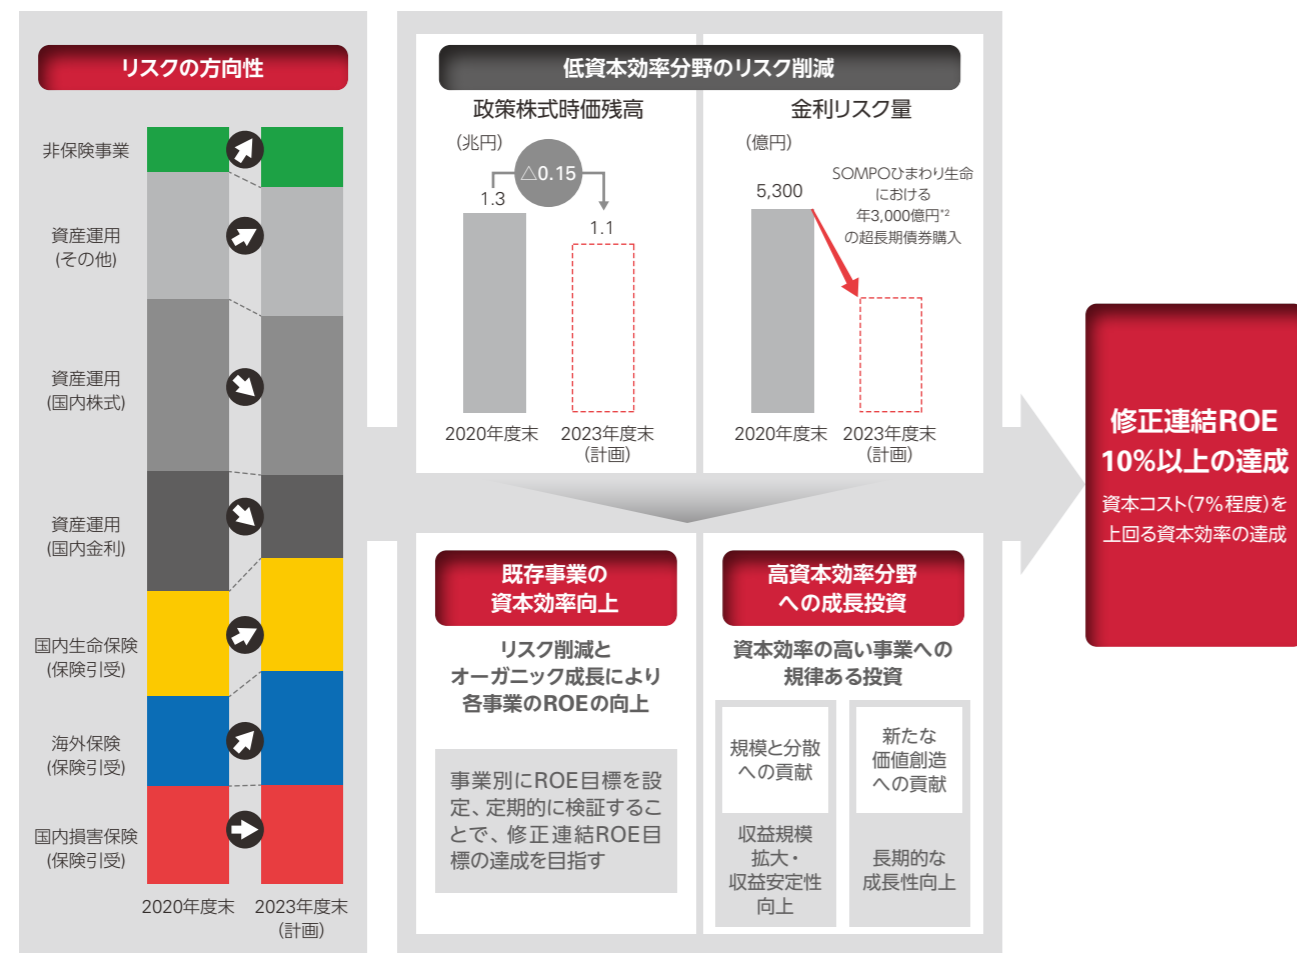 リスクの方向性
非保険事業
資産運用
(その他)
資産運用
(国内株式)
資産運用
(国内金利)
国内生命保険
(保険引受)
海外保険
(保険引受)
国内損害保険
(保険引受)
2020年度末
2023年度末
(計画)
低資本効率分野のリスク削減
政策株式時価残高
(兆円)
△0.15
1.3
1.1
2020年度末
2023年度末
(計画)
金利リスク量
(億円)
5,300
SOMPOひまわり生命
における
年3,000億円*2
の超長期債券購入
2020年度末
2023年度末
(計画)
既存事業の
資本効率向上
リスク削減と
オーガニック成長により
各事業のROEの向上
事業別にROE目標を設
定、定期的に検証するこ
とで、修正連結ROE目
標の達成を目指す
高資本効率分野
への成長投資
資本効率の高い事業への
規律ある投資
規模と分散
への貢献
収益規模
拡大・
収益安定性
向上
新たな
価値創造
への貢献
長期的な
成長性向上
修正連結ROE
10%以上の達成
資本コスト(7%程度)を
上回る資本効率の達成